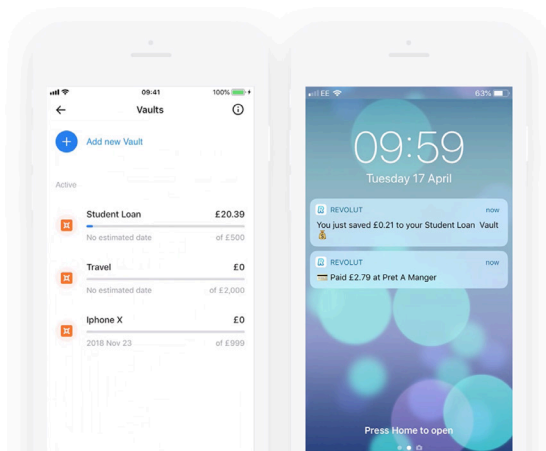 09:41
100%
Vaults
Add new Vault
Active
Student Loan £20.39
No estimated date of £500
Travel £0
No estimated date of £2,000
Iphone X £0
2018 Nov 23 of £999
EE
63%
09:59
Tuesday 17 April
REVOLUT now
You just saved £0.21 to your Student Loan Vault
💰
REVOLUT now
💳 Paid £2.79 at Pret A Manger
Press Home to open